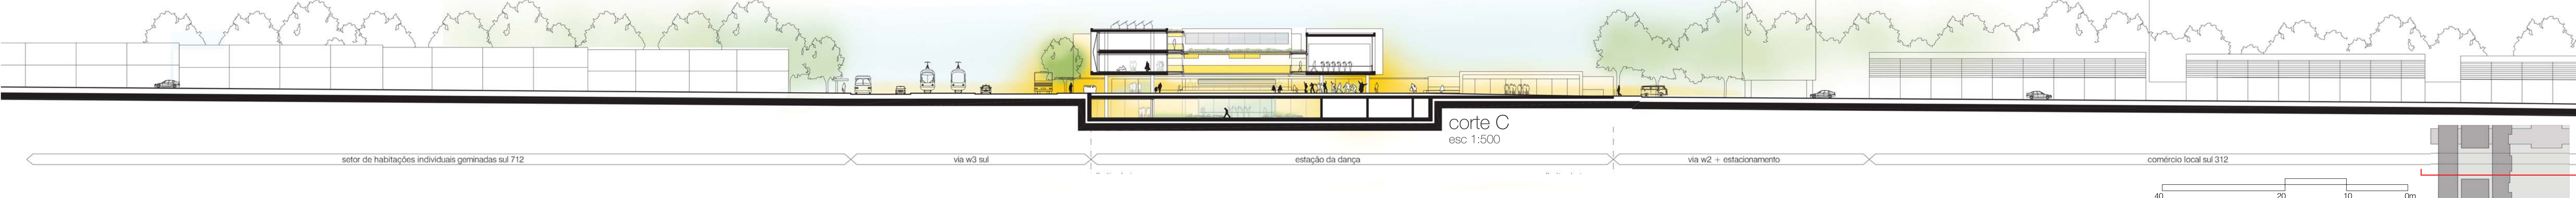 corte C
esc 1:500
setor de habitações individuais geminadas sul 712
via w3 sul
estação da dança
via w2 + estacionamento
comércio local sul 312
40 20 10 0m